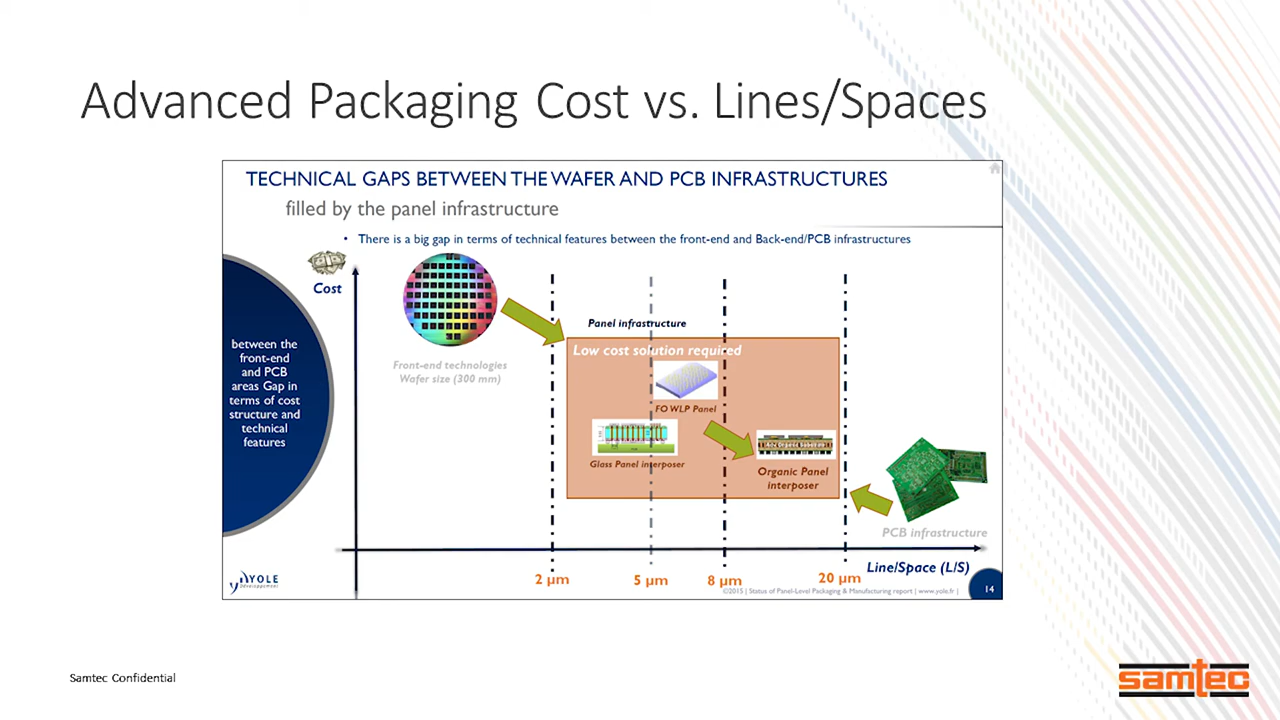 Advanced Packaging Cost vs. Lines/Spaces
TECHNICAL GAPS BETWEEN THE WAFER AND PCB INFRASTRUCTURES
filled by the panel infrastructure
• There is a big gap in terms of technical features between the front-end and Back-end/PCB infrastructures
Cost
between the
front-end
and PCB
areas Gap in
terms of cost
structure and
technical
features
Front-end technologies
Wafer size (300 mm)
Panel infrastructure
Low cost solution required
FO WLP Panel
Glass Panel interposer
Organic Panel
interposer
PCB infrastructure
Line/Space (L/S)
2 µm
5 µm
8 µm
20 µm
YOLE
Développement
©2015 | Status of Panel-Level Packaging & Manufacturing report | www.yole.fr |
14
Samtec Confidential
samtec